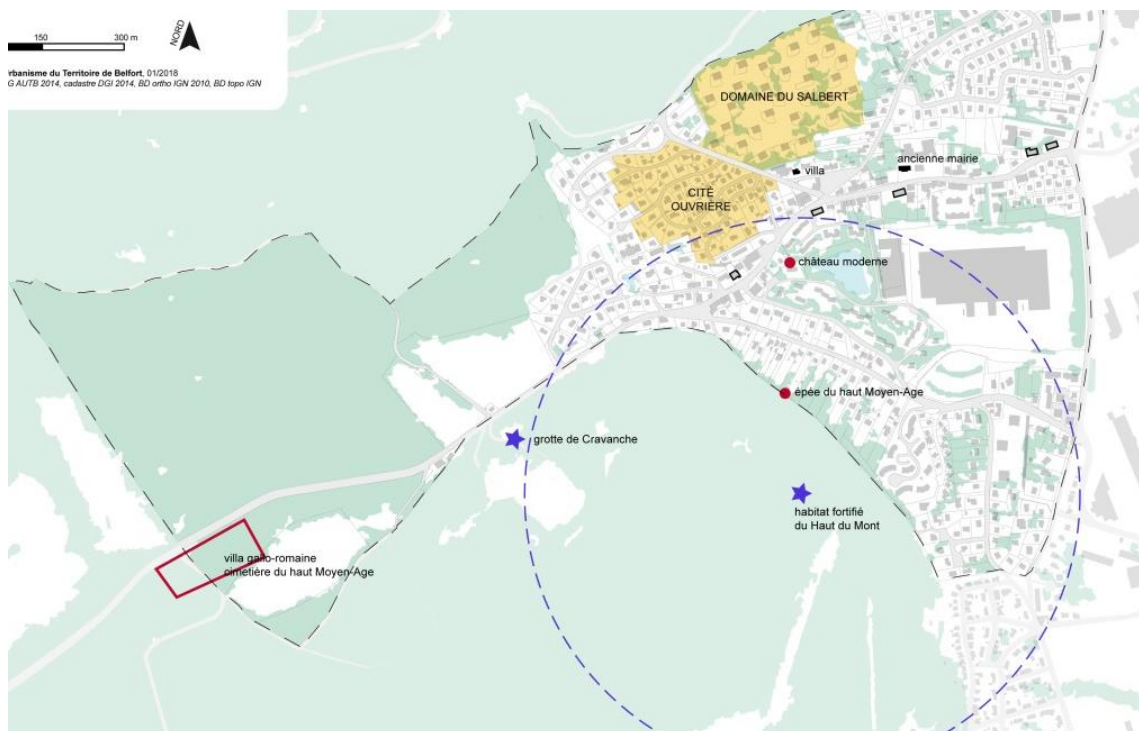 150
300 m
NORD
rbanisme du Territoire de Belfort, 01/2018
G AUTB 2014, cadastre DGI 2014, BD ortho IGN 2010, BD topo IGN
DOMAINE DU SALBERT
ancienne mairie
villa
CITÉ
OUVRIÈRE
château moderne
épée du haut Moyen-Age
grotte de Cravanche
habitat fortifié
du Haut du Mont
villa gallo-romaine
cimetière du haut Moyen-Age